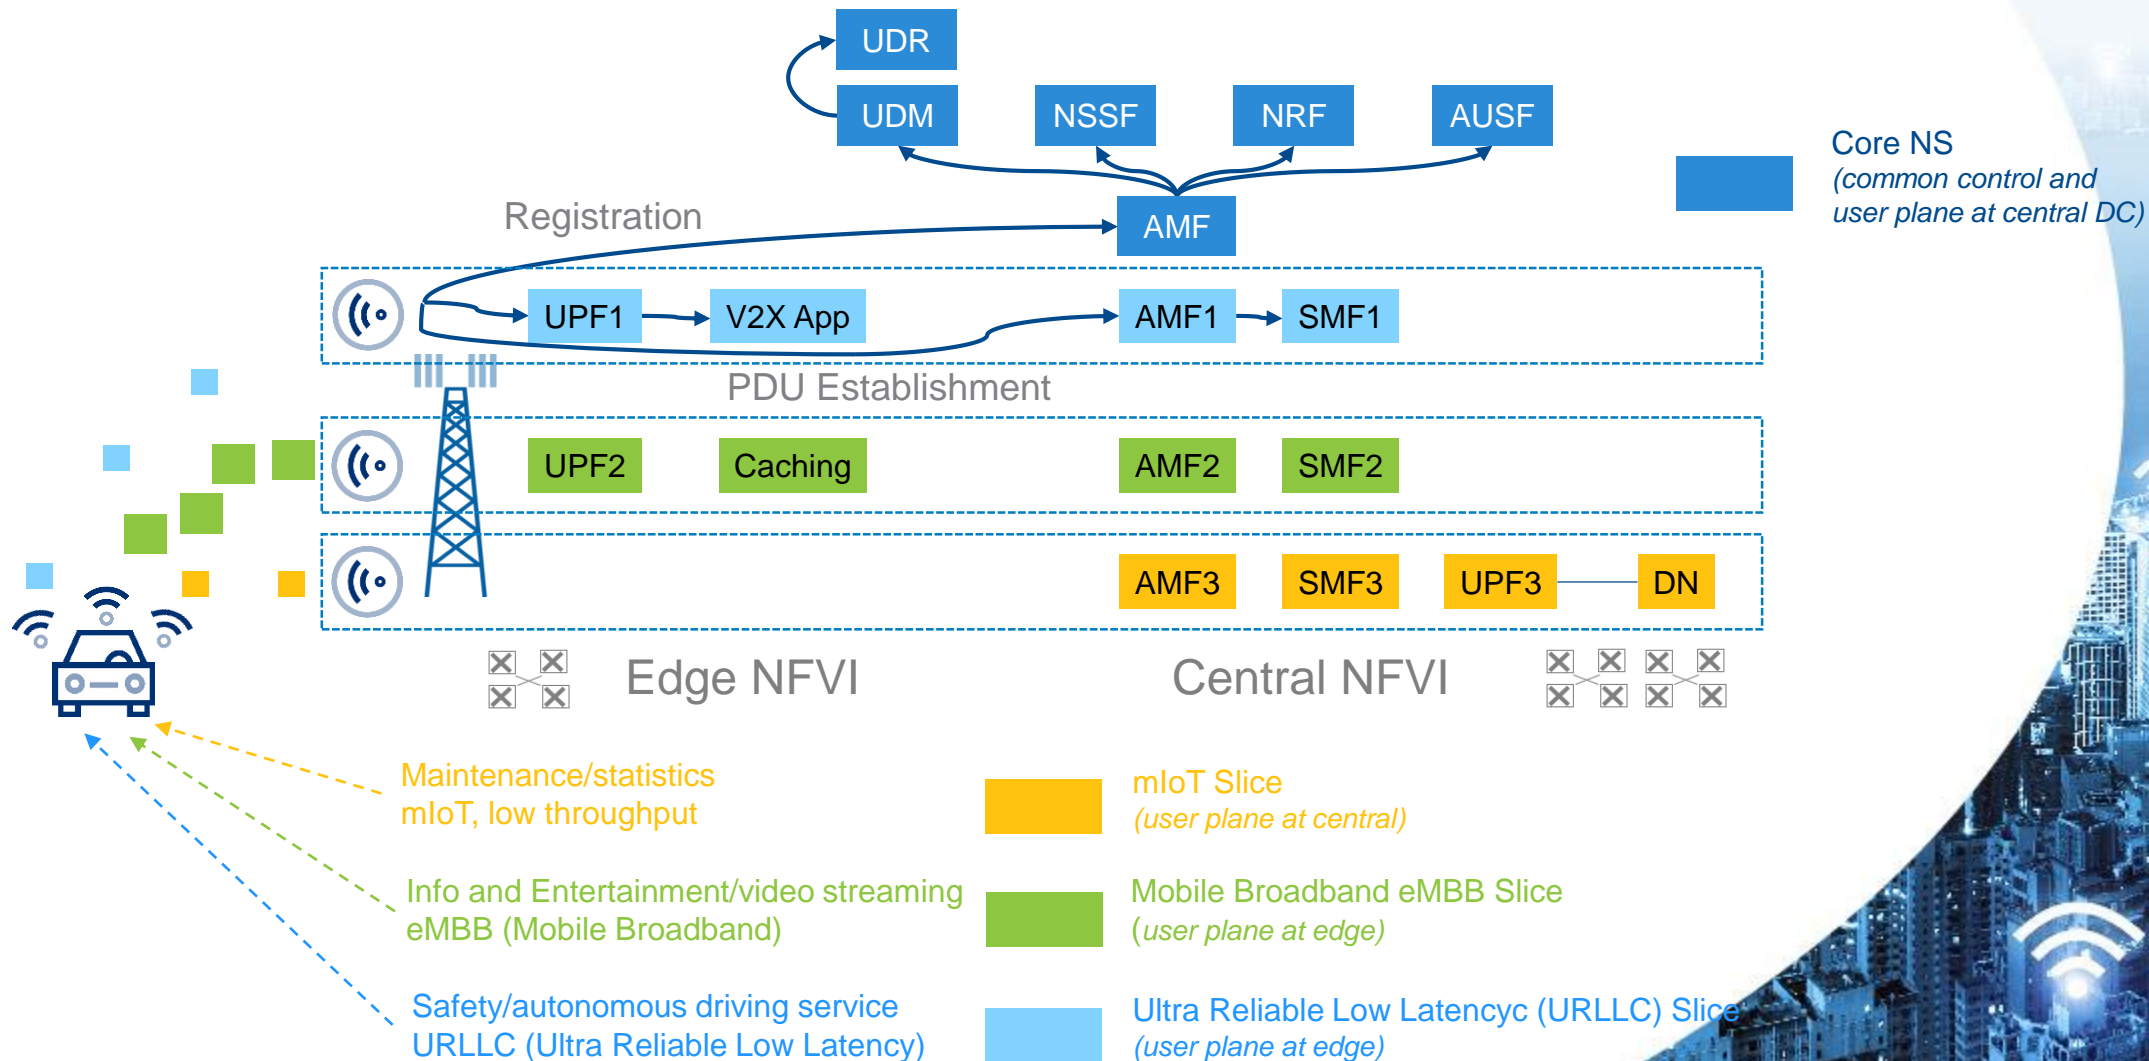 UDR
UDM
NSSF
NRF
AUSF
Core NS
(common control and
user plane at central DC)
Registration
AMF
UPF1
V2X App
AMF1
SMF1
PDU Establishment
UPF2
Caching
AMF2
SMF2
AMF3
SMF3
UPF3
DN
Edge NFVI
Central NFVI
Maintenance/statistics
mIoT, low throughput
mIoT Slice
(user plane at central)
Info and Entertainment/video streaming
eMBB (Mobile Broadband)
Mobile Broadband eMBB Slice
(user plane at edge)
Safety/autonomous driving service
URLLC (Ultra Reliable Low Latency)
Ultra Reliable Low Latencyc (URLLC) Slice
(user plane at edge)